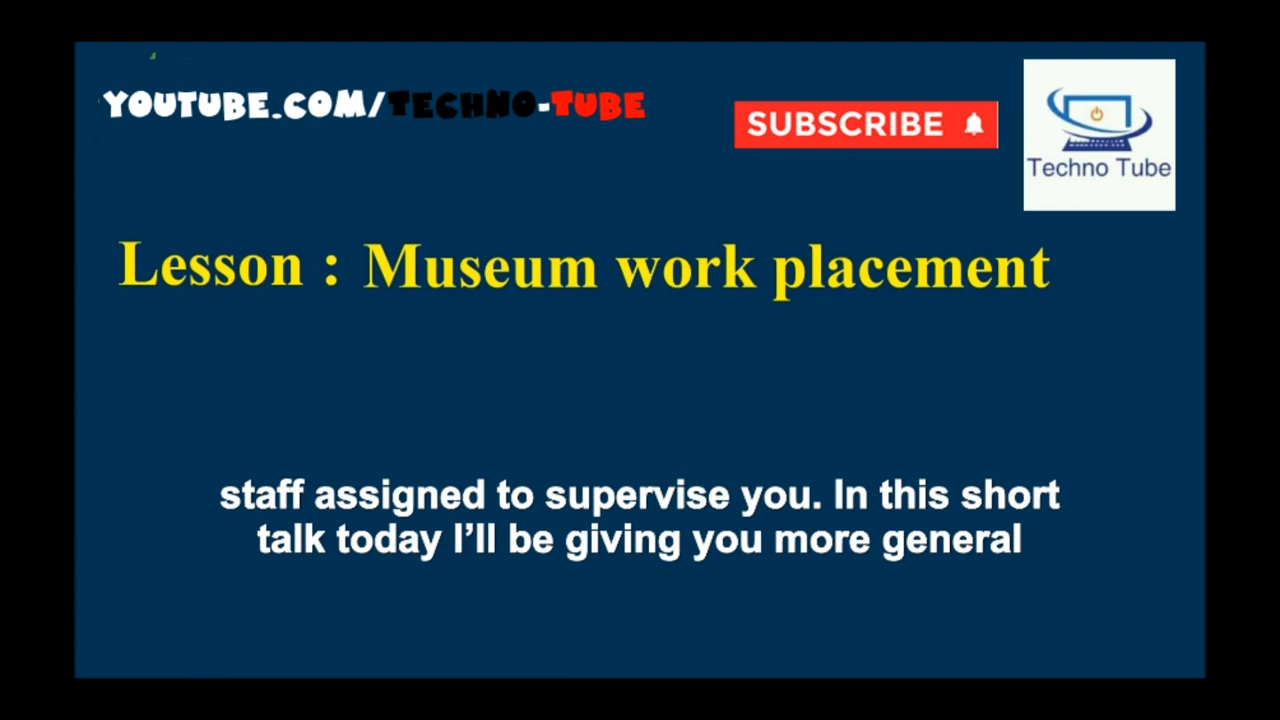 YOUTUBE.COM/TECHNO-TUBE
SUBSCRIBE
Techno Tube
Lesson : Museum work placement
staff assigned to supervise you. In this short
talk today I’ll be giving you more general